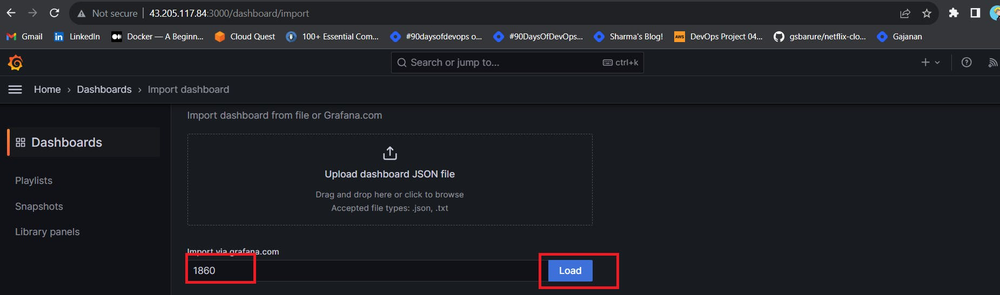 Not secure 43.205.117.84:3000/dashboard/import
Gmail LinkedIn Docker — A Beginn... Cloud Quest 100+ Essential Com... #90daysofdevops o... #90DaysOfDevOps... Sharma's Blog! aws DevOps Project 04... gsbarure/netflix-clo... Gajanan
Search or jump to... ctrl+k
Home › Dashboards › Import dashboard
Import dashboard from file or Grafana.com
Dashboards
Playlists
Snapshots
Library panels
Upload dashboard JSON file
Drag and drop here or click to browse
Accepted file types: .json, .txt
Import via grafana.com
1860 Load